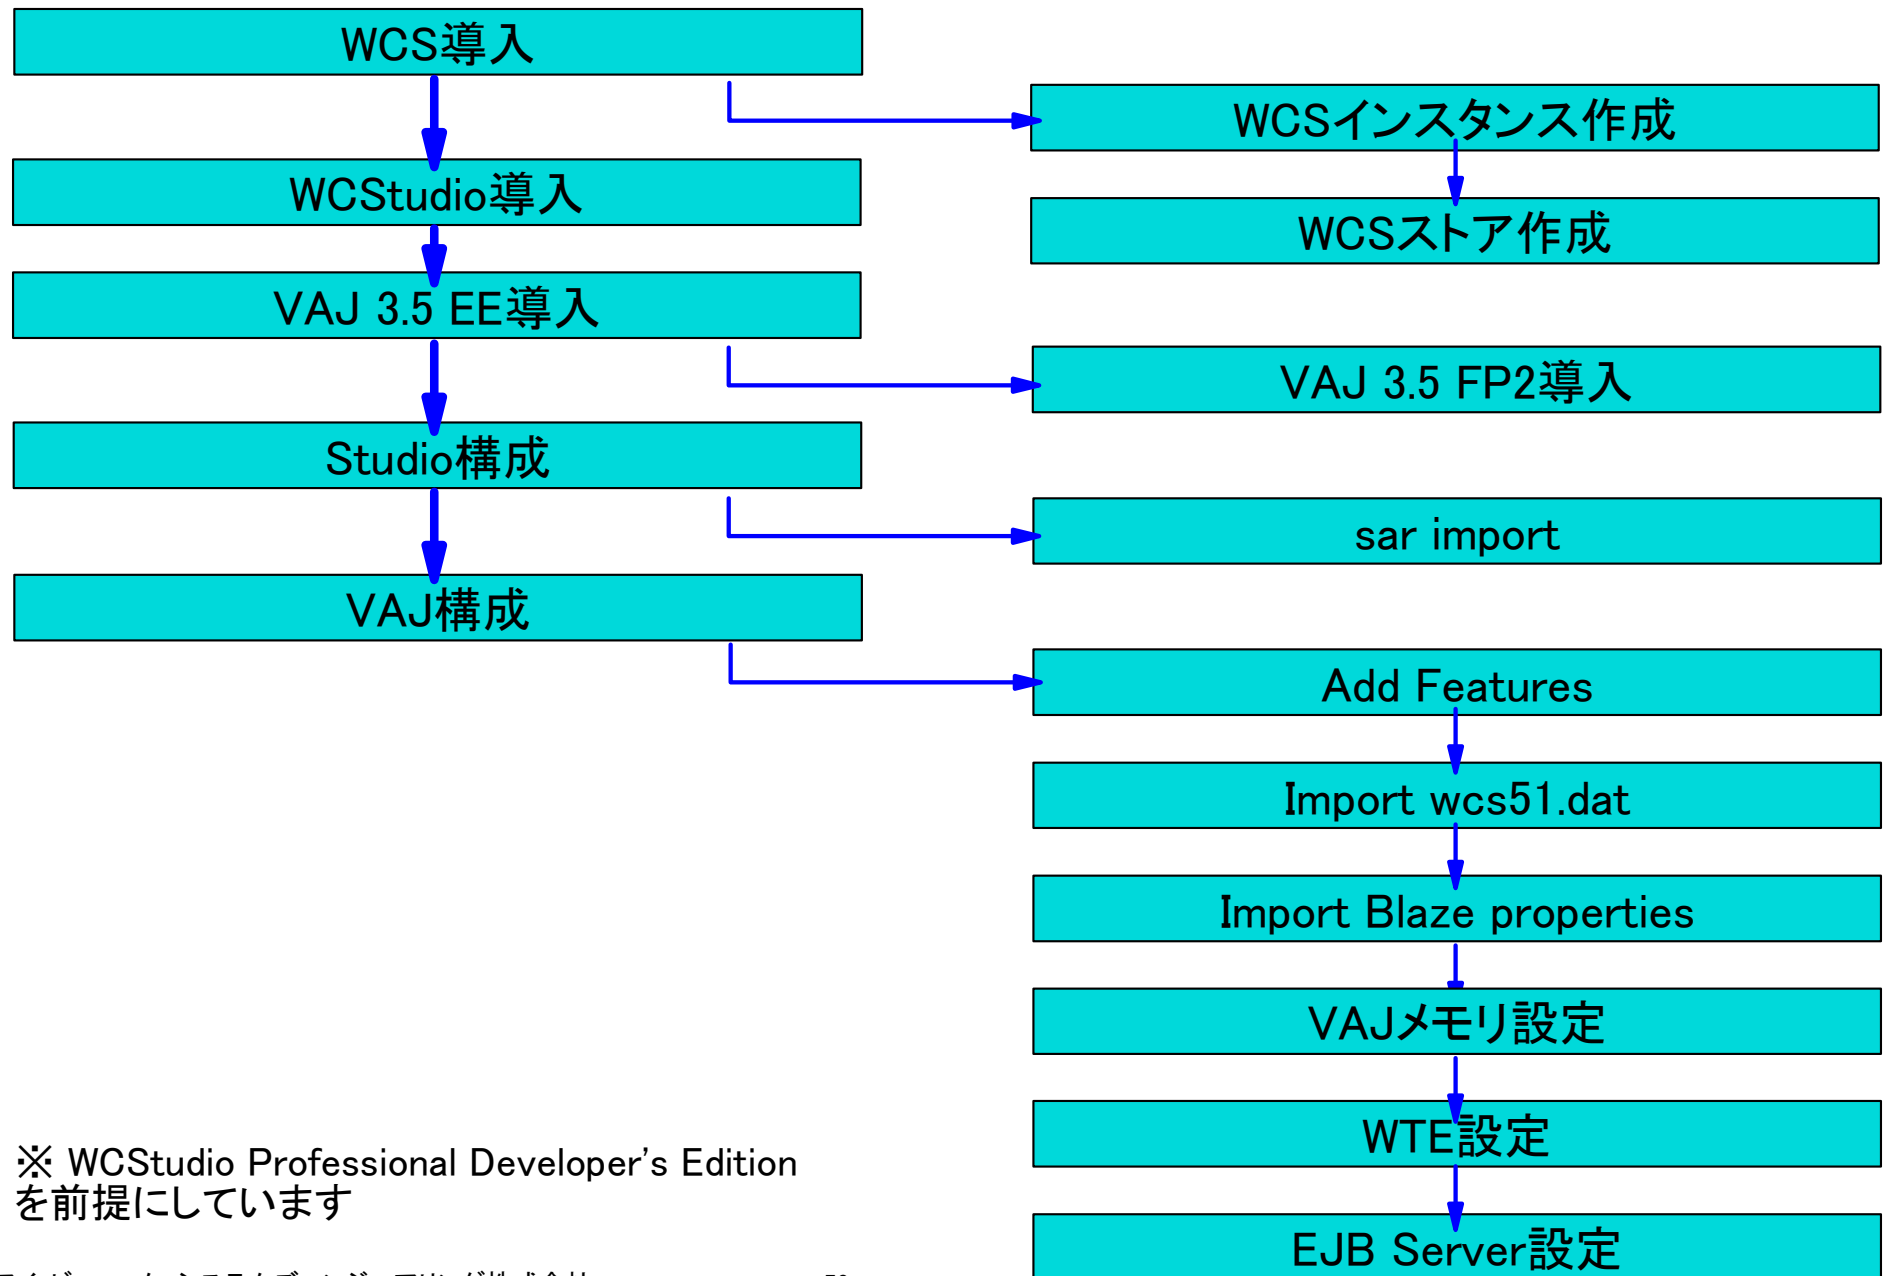 WCS導入
WCSインスタンス作成
WCStudio導入
WCSストア作成
VAJ 3.5 EE導入
VAJ 3.5 FP2導入
Studio構成
sar import
VAJ構成
Add Features
Import wcs51.dat
Import Blaze properties
VAJメモリ設定
WTE設定
※ WCStudio Professional Developer's Edition
を前提にしています
EJB Server設定